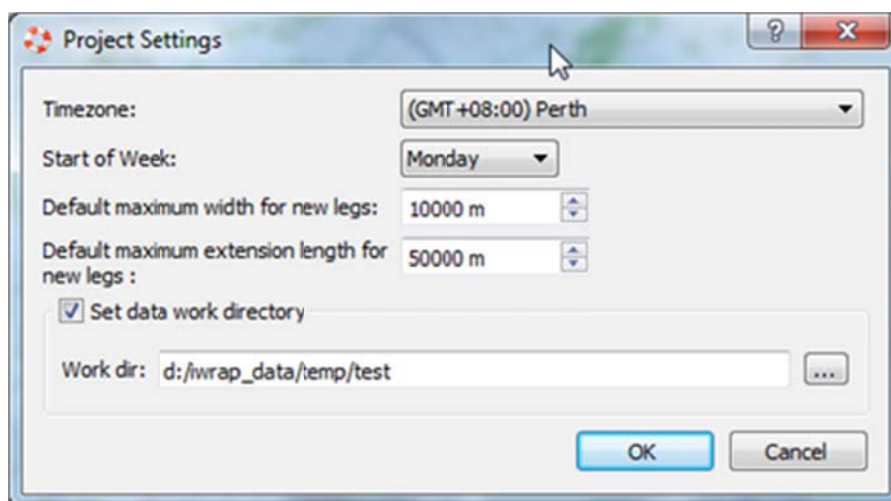 Project Settings
Timezone: (GMT+08:00) Perth
Start of Week: Monday
Default maximum width for new legs: 10000 m
Default maximum extension length for
new legs : 50000 m
Set data work directory
Work dir: d:/iwrap_data/temp/test ...
OK Cancel